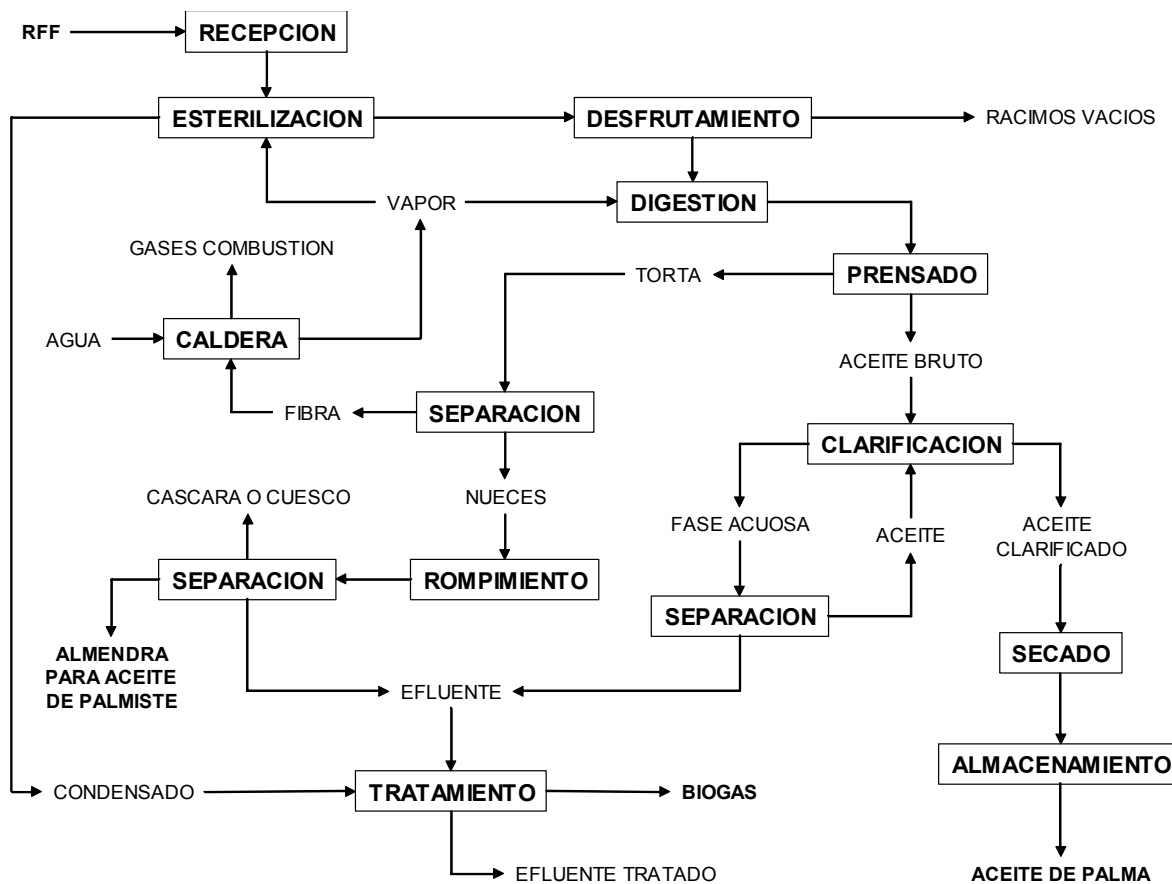 RFF
RECEPCION
ESTERILIZACION
DESFRUTAMIENTO
RACIMOS VACIOS
VAPOR
DIGESTION
GASES COMBUSTION
TORTA
PRENSADO
AGUA
CALDERA
ACEITE BRUTO
FIBRA
SEPARACION
CLARIFICACION
CASCARA O CUESCO
NUECES
FASE ACUOSA
ACEITE
ACEITE
CLARIFICADO
SEPARACION
ROMPIMIENTO
SEPARACION
ALMENDRA
PARA ACEITE
DE PALMISTE
SECADO
EFLUENTE
ALMACENAMIENTO
CONDENSADO
TRATAMIENTO
BIOGAS
EFLUENTE TRATADO
ACEITE DE PALMA